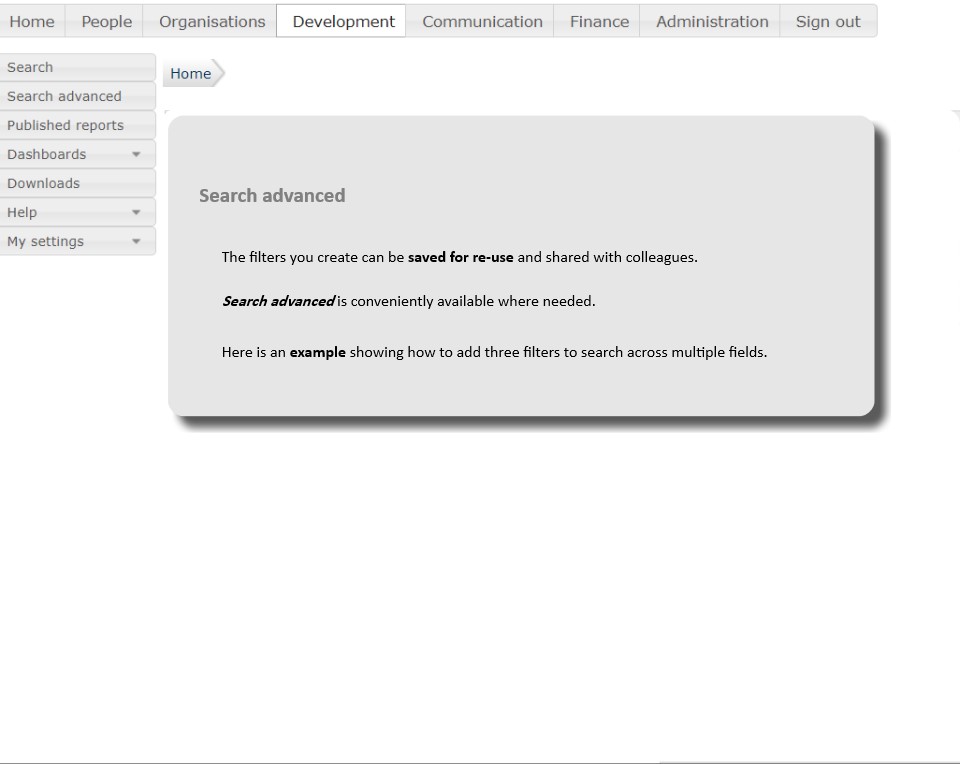 Home People Organisations Development Communication Finance Administration Sign out
Search
Home
Search advanced
Published reports
Dashboards
Downloads
Help
My settings
Search advanced
The filters you create can be saved for re-use and shared with colleagues.
Search advanced is conveniently available where needed.
Here is an example showing how to add three filters to search across multiple fields.